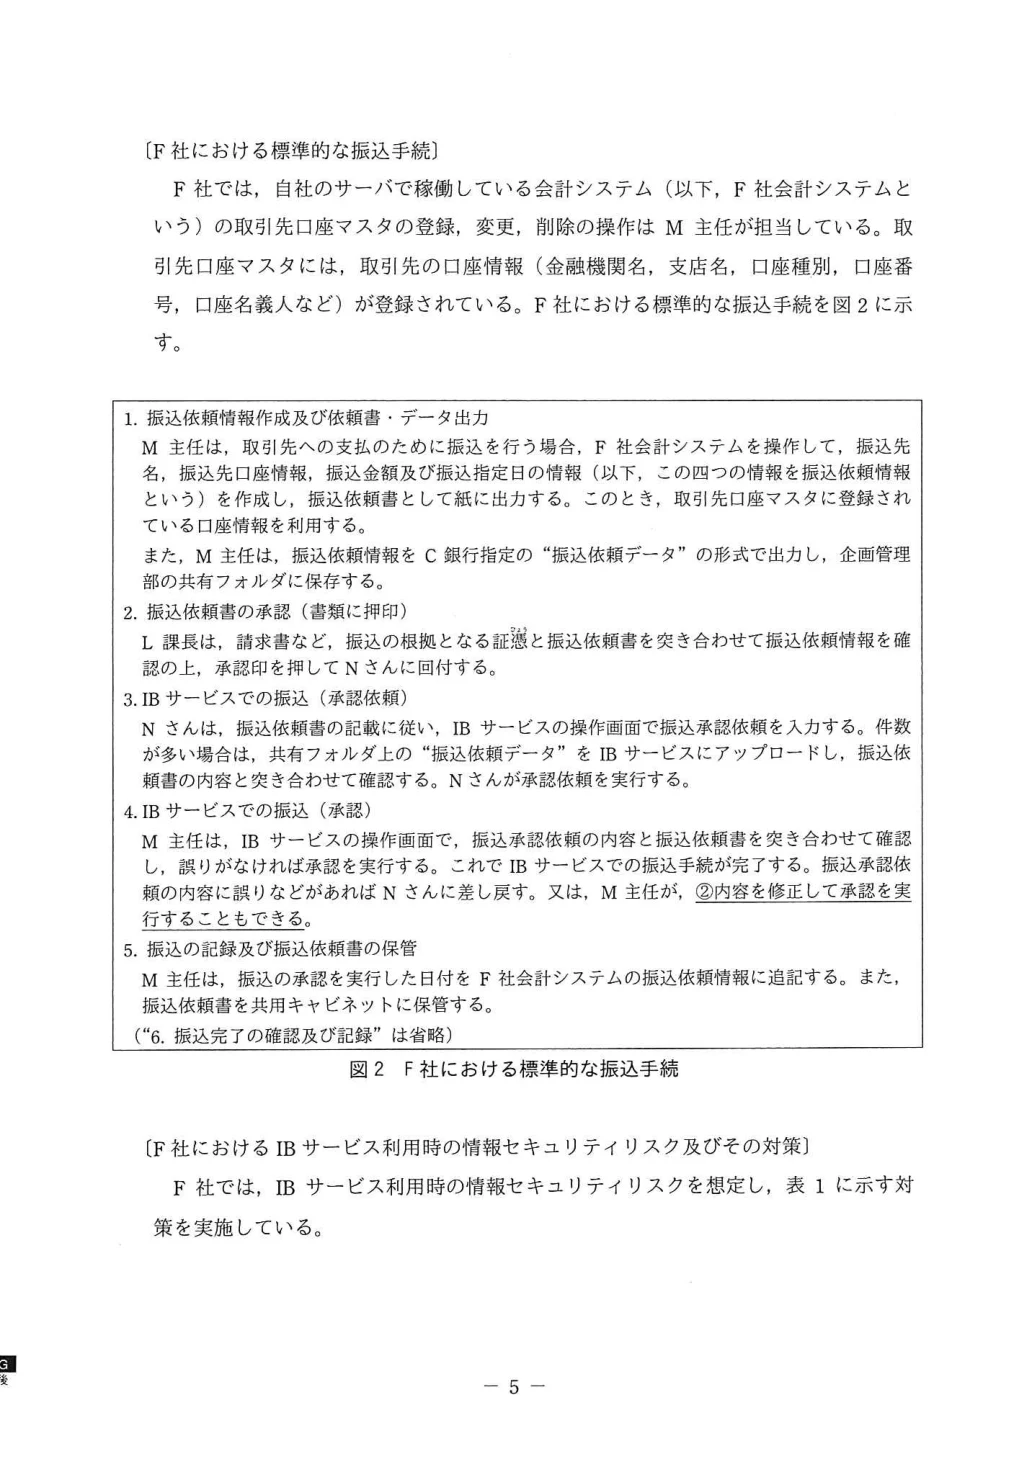 〔F 社における標準的な振込手続〕
F 社では，自社のサーバで稼働している会計システム（以下，F 社会計システムと
いう）の取引先口座マスタの登録，変更，削除の操作は M 主任が担当している。取
引先口座マスタには，取引先の口座情報（金融機関名，支店名，口座種別，口座番
号，口座名義人など）が登録されている。F 社における標準的な振込手続を図 2 に示
す。
1. 振込依頼情報作成及び依頼書・データ出力
M 主任は，取引先への支払のために振込を行う場合，F 社会計システムを操作して，振込先
名，振込先口座情報，振込金額及び振込指定日の情報（以下，この四つの情報を振込依頼情報
という）を作成し，振込依頼書として紙に出力する。このとき，取引先口座マスタに登録され
ている口座情報を利用する。
また，M 主任は，振込依頼情報を C 銀行指定の“振込依頼データ”の形式で出力し，企画管理
部の共有フォルダに保存する。
2. 振込依頼書の承認（書類に押印）
L 課長は，請求書など，振込の根拠となる証憑ひょうと振込依頼書を突き合わせて振込依頼情報を確
認の上，承認印を押して N さんに回付する。
3. IB サービスでの振込（承認依頼）
N さんは，振込依頼書の記載に従い，IB サービスの操作画面で振込承認依頼を入力する。件数
が多い場合は，共有フォルダ上の“振込依頼データ”を IB サービスにアップロードし，振込依
頼書の内容と突き合わせて確認する。N さんが承認依頼を実行する。
4. IB サービスでの振込（承認）
M 主任は，IB サービスの操作画面で，振込承認依頼の内容と振込依頼書を突き合わせて確認
し，誤りがなければ承認を実行する。これで IB サービスでの振込手続が完了する。振込承認依
頼の内容に誤りなどがあれば N さんに差し戻す。又は，M 主任が，②内容を修正して承認を実
行することもできる。
5. 振込の記録及び振込依頼書の保管
M 主任は，振込の承認を実行した日付を F 社会計システムの振込依頼情報に追記する。また，
振込依頼書を共用キャビネットに保管する。
（“6. 振込完了の確認及び記録”は省略）
図 2 F 社における標準的な振込手続
〔F 社における IB サービス利用時の情報セキュリティリスク及びその対策〕
F 社では，IB サービス利用時の情報セキュリティリスクを想定し，表 1 に示す対
策を実施している。
G
後
－ 5 －